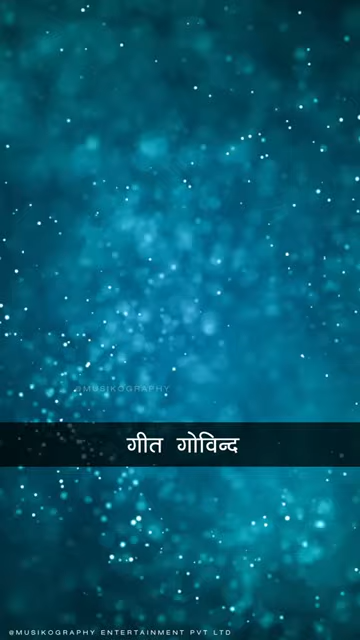 @MUSIKOGRAPHY
गीत गोविन्द
@MUSIKOGRAPHY ENTERTAINMENT PVT LTD